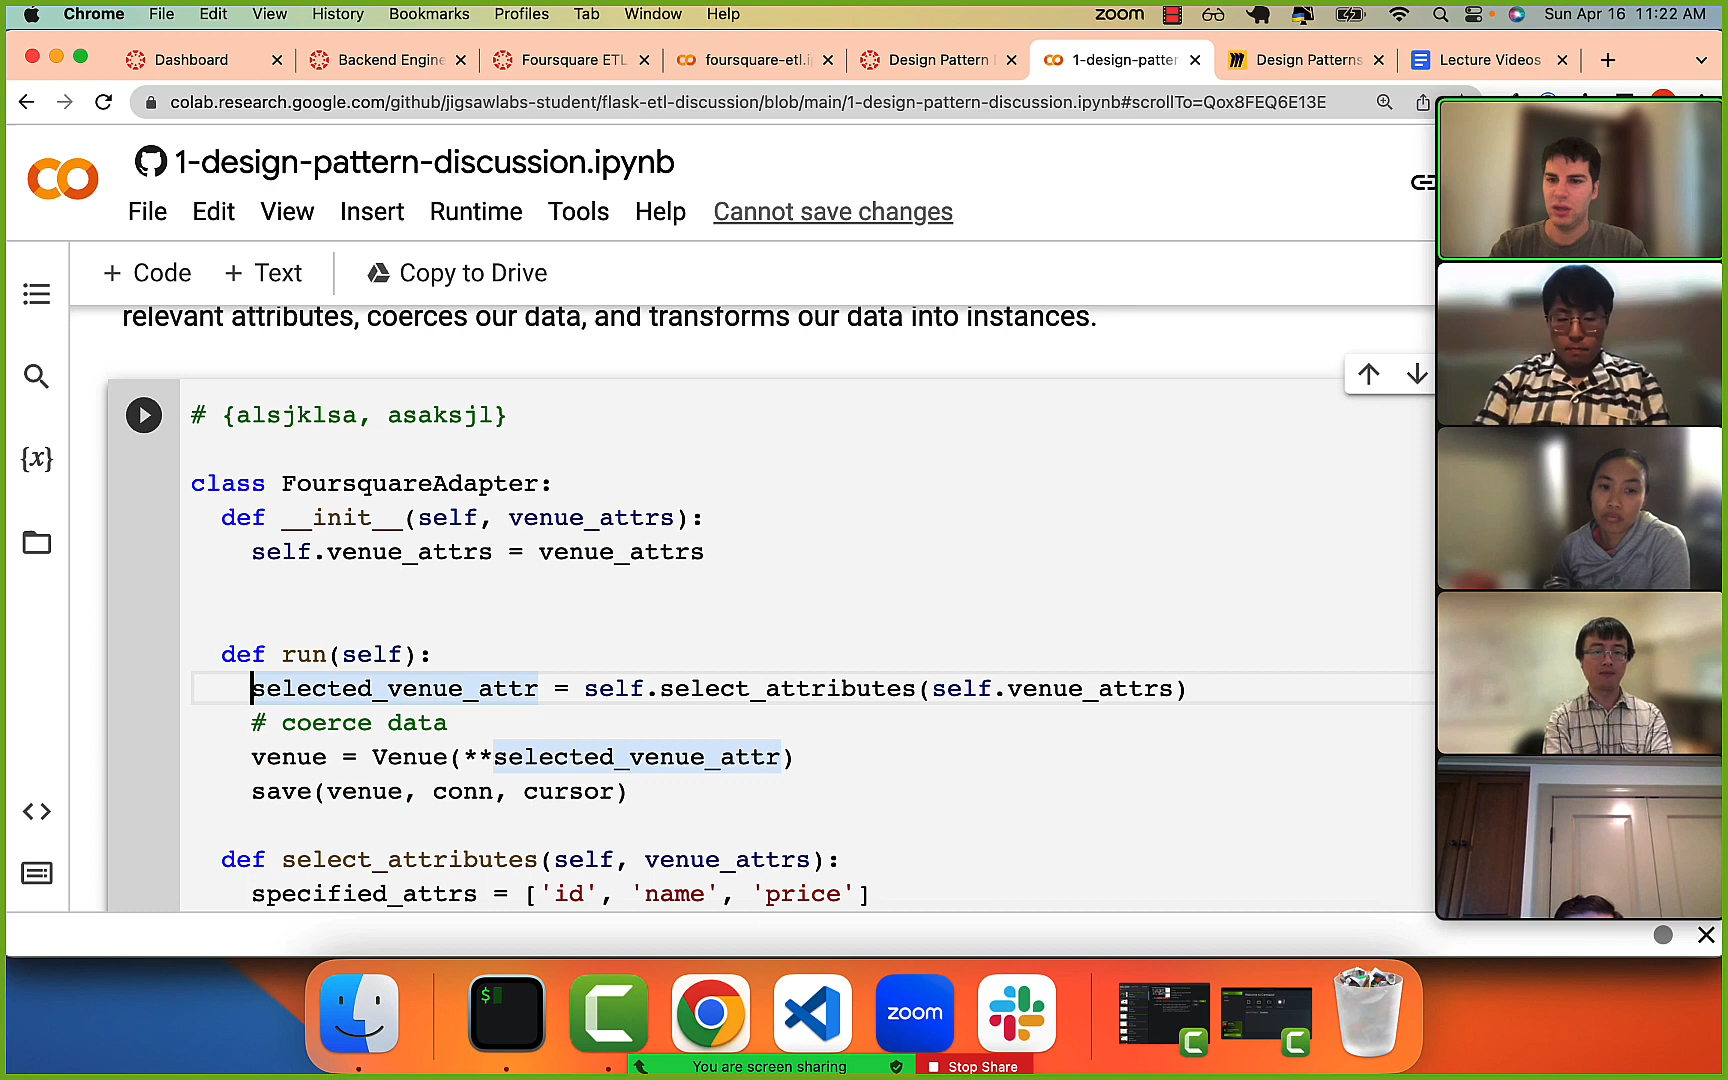 Chrome File Edit View History Bookmarks Profiles Tab Window Help zoom Sun Apr 16 11:22 AM
Dashboard Backend Engine Foursquare ETL foursquare-etl.i Design Pattern 1-design-patter Design Patterns Lecture Videos
colab.research.google.com/github/jigsawlabs-student/flask-etl-discussion/blob/main/1-design-pattern-discussion.ipynb#scrollTo=Qox8FEQ6E13E
1-design-pattern-discussion.ipynb
File Edit View Insert Runtime Tools Help Cannot save changes
+ Code + Text Copy to Drive
relevant attributes, coerces our data, and transforms our data into instances.
# {alsjklsa, asaksjl}
class FoursquareAdapter:
def __init__(self, venue_attrs):
self.venue_attrs = venue_attrs
def run(self):
selected_venue_attr = self.select_attributes(self.venue_attrs)
# coerce data
venue = Venue(**selected_venue_attr)
save(venue, conn, cursor)
def select_attributes(self, venue_attrs):
specified_attrs = ['id', 'name', 'price']
{x}
$
zoom
You are screen sharing Stop Share